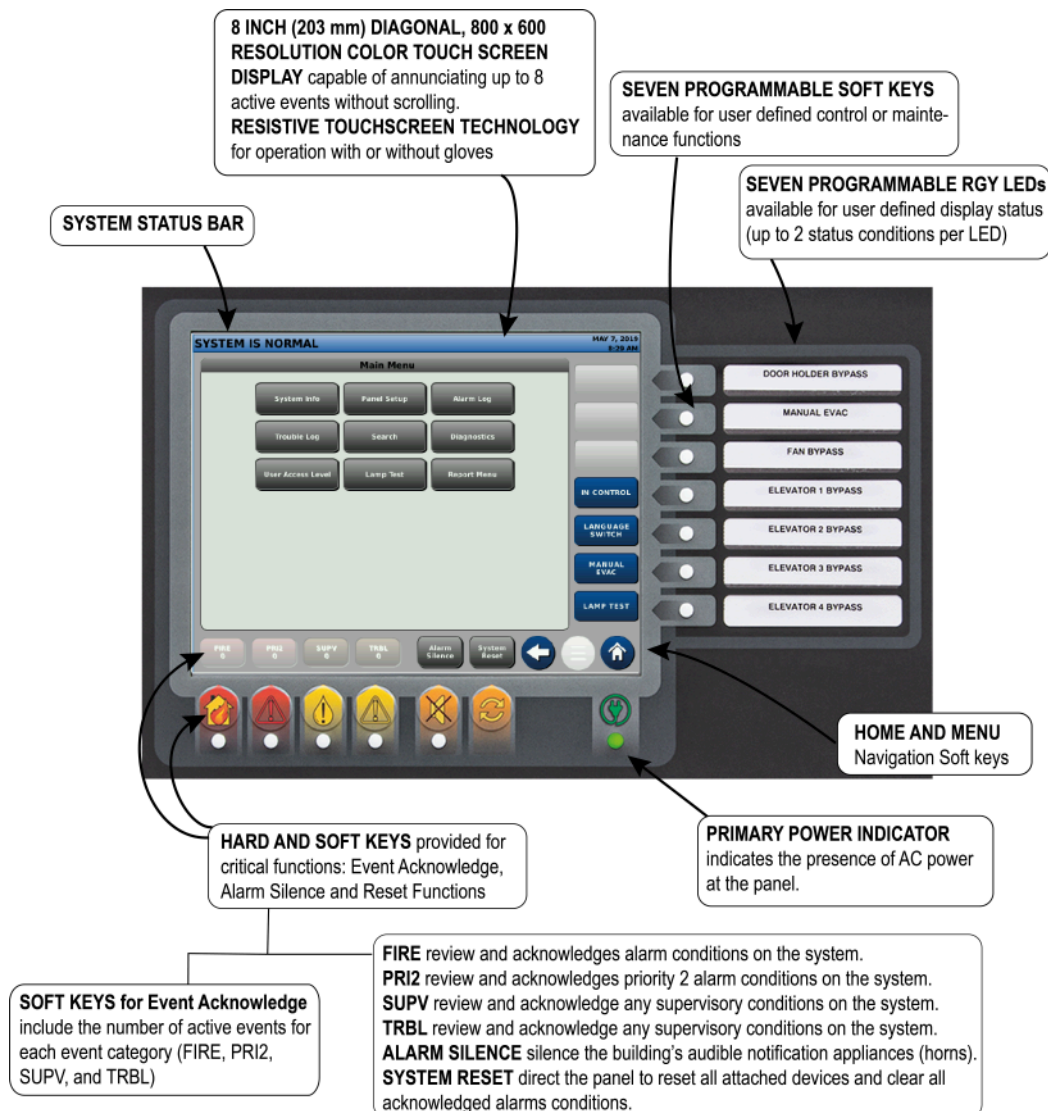 8 INCH (203 mm) DIAGONAL, 800 x 600
RESOLUTION COLOR TOUCH SCREEN
DISPLAY capable of annunciating up to 8
active events without scrolling.
RESISTIVE TOUCHSCREEN TECHNOLOGY
for operation with or without gloves
SEVEN PROGRAMMABLE SOFT KEYS
available for user defined control or mainte-
nance functions
SEVEN PROGRAMMABLE RGY LEDs
available for user defined display status
(up to 2 status conditions per LED)
SYSTEM STATUS BAR
SYSTEM IS NORMAL
MAY 7, 2019
9:29 AM
Main Menu
System Info
Panel Setup
Alarm Log
Trouble Log
Search
Diagnostics
User Access Level
Lamp Test
Report Menu
IN CONTROL
LANGUAGE
SWITCH
MANUAL
EVAC
LAMP TEST
DOOR HOLDER BYPASS
MANUAL EVAC
FAN BYPASS
ELEVATOR 1 BYPASS
ELEVATOR 2 BYPASS
ELEVATOR 3 BYPASS
ELEVATOR 4 BYPASS
FIRE
0
PRI2
0
SUPV
0
TRBL
0
Alarm
Silence
System
Reset
HOME AND MENU
Navigation Soft keys
HARD AND SOFT KEYS provided for
critical functions: Event Acknowledge,
Alarm Silence and Reset Functions
PRIMARY POWER INDICATOR
indicates the presence of AC power
at the panel.
SOFT KEYS for Event Acknowledge
include the number of active events for
each event category (FIRE, PRI2,
SUPV, and TRBL)
FIRE review and acknowledges alarm conditions on the system.
PRI2 review and acknowledges priority 2 alarm conditions on the system.
SUPV review and acknowledge any supervisory conditions on the system.
TRBL review and acknowledge any supervisory conditions on the system.
ALARM SILENCE silence the building's audible notification appliances (horns).
SYSTEM RESET direct the panel to reset all attached devices and clear all
acknowledged alarms conditions.